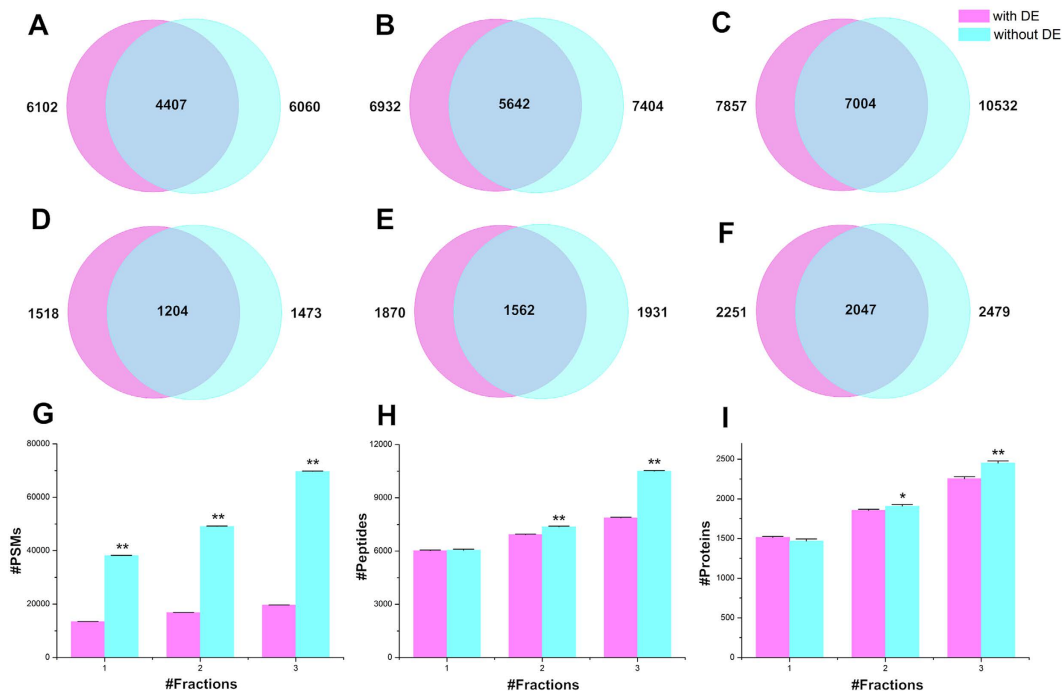 A
B
C
with DE
without DE
6102
4407
6060
6932
5642
7404
7857
7004
10532
D
E
F
1518
1204
1473
1870
1562
1931
2251
2047
2479
G
H
I
#PSMs
80000
60000
40000
20000
0
**
**
**
1
2
3
#Fractions
#Peptides
12000
9000
6000
3000
0
**
**
1
2
3
#Fractions
#Proteins
2500
2000
1500
1000
500
0
*
**
1
2
3
#Fractions